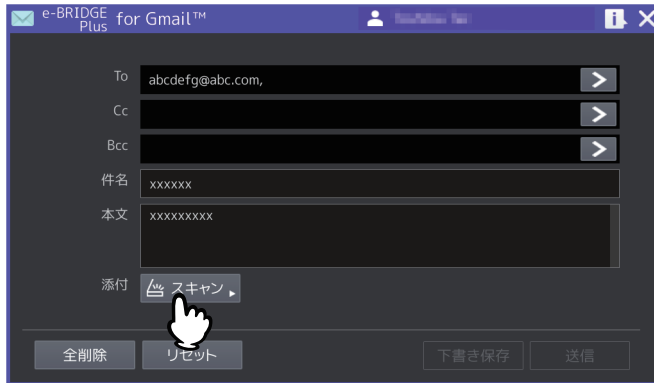 e-BRIDGE Plus for Gmail™
To abcdefg@abc.com,
Cc
Bcc
件名 xxxxxx
本文 xxxxxxxxx
添付 スキャン
全削除 リセット 下書き保存 送信